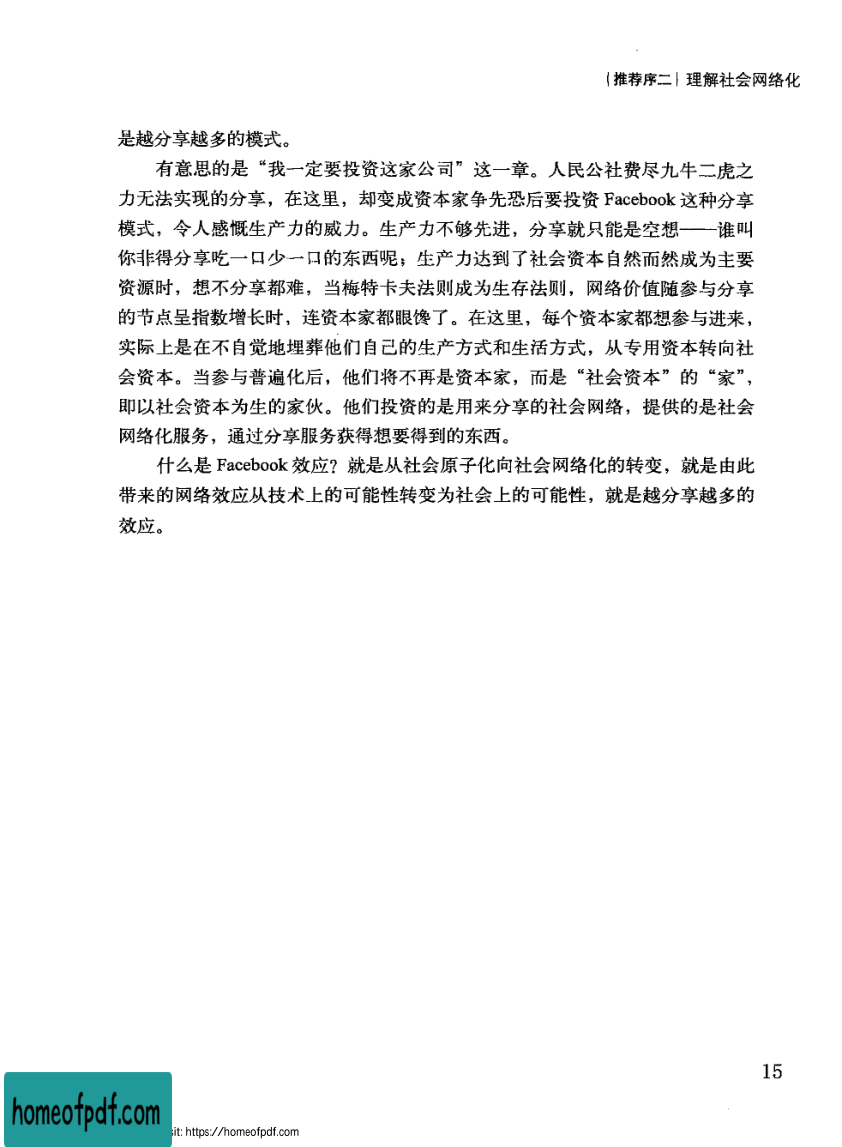 ｛推荐序二｝理解社会网络化
是越分享越多的模式。
有意思的是“我一定要投资这家公司”这一章。人民公社费尽九牛二虎之
力无法实现的分享，在这里，却变成资本家争先恐后要投资 Facebook 这种分享
模式，令人感慨生产力的威力。生产力不够先进，分享就只能是空想——谁叫
你非得分享吃一口少一口的东西呢；生产力达到了社会资本自然而然成为主要
资源时，想不分享都难，当梅特卡夫法则成为生存法则，网络价值随参与分享
的节点呈指数增长时，连资本家都眼馋了。在这里，每个资本家都想参与进来，
实际上是在不自觉地埋葬他们自己的生产方式和生活方式，从专用资本转向社
会资本。当参与普遍化后，他们将不再是资本家，而是“社会资本”的“家”，
即以社会资本为生的家伙。他们投资的是用来分享的社会网络，提供的是社会
网络化服务，通过分享服务获得想要得到的东西。
什么是 Facebook 效应？就是从社会原子化向社会网络化的转变，就是由此
带来的网络效应从技术上的可能性转变为社会上的可能性，就是越分享越多的
效应。
15
homeofpdf.com
sit: https://homeofpdf.com